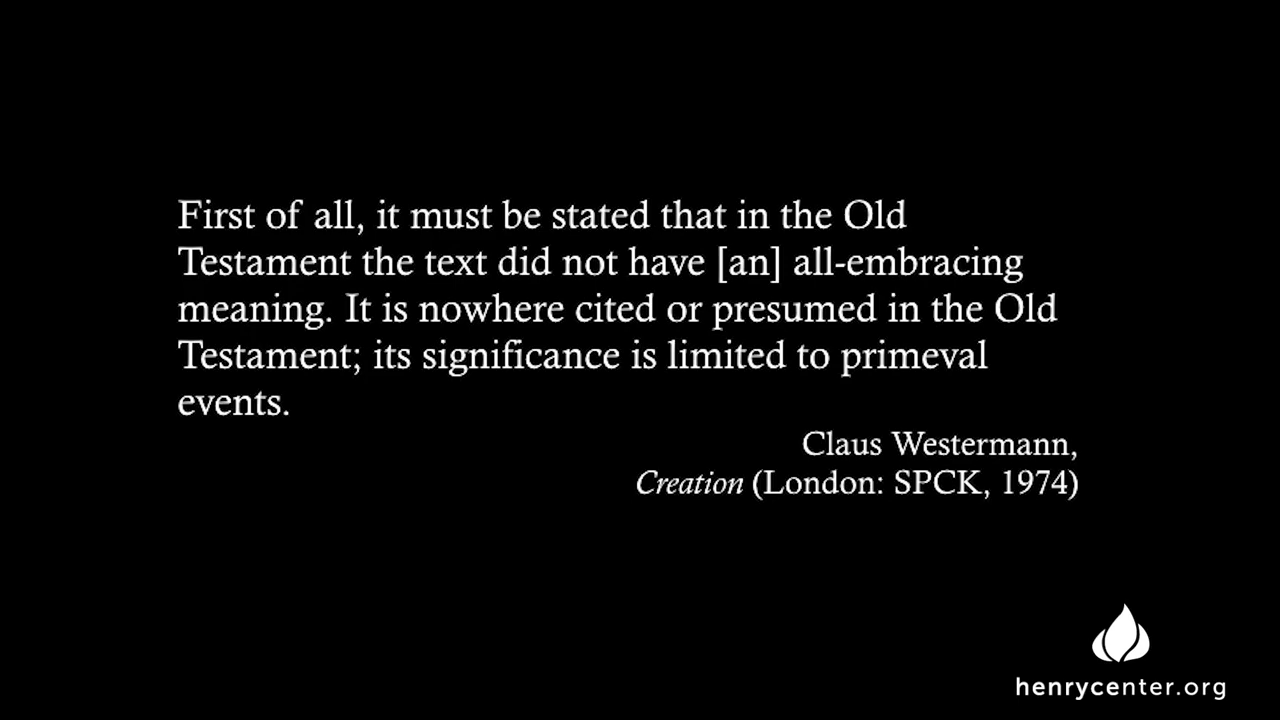 First of all, it must be stated that in the Old
Testament the text did not have [an] all-embracing
meaning. It is nowhere cited or presumed in the Old
Testament; its significance is limited to primeval
events.
Claus Westermann,
Creation (London: SPCK, 1974)
henrycenter.org